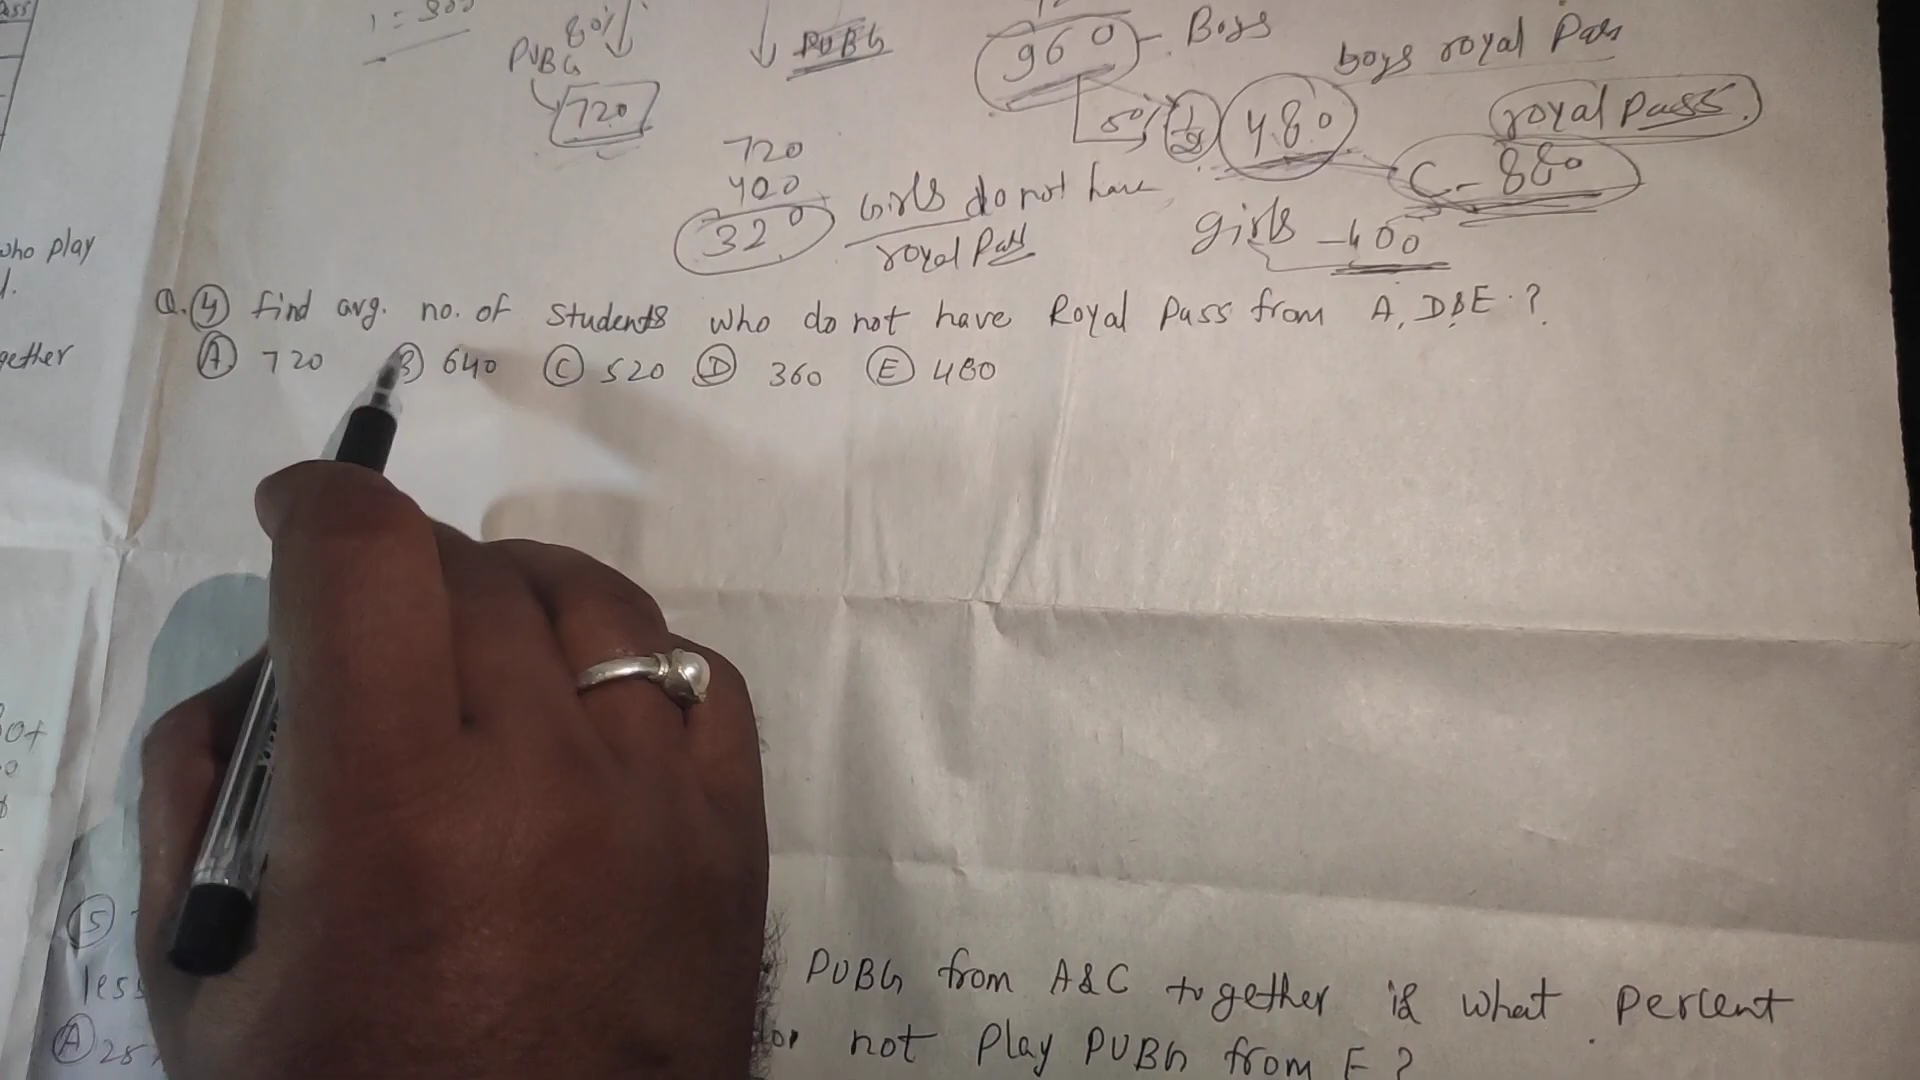 80%
PUBG
720
PUBG
960 - Boys
50% 1/2 480
boys royal Pass
royal Pass
C - 880
720
400
320
Girls do not have
royal Pass
girls - 400
who play
gether
Q.4 find avg. no. of students who do not have Royal Pass from A, D & E ?
A 720 B 640 C 520 D 360 E 480
5
less
PUBG from A & C together is what percent
A
not Play PUBG from E ?